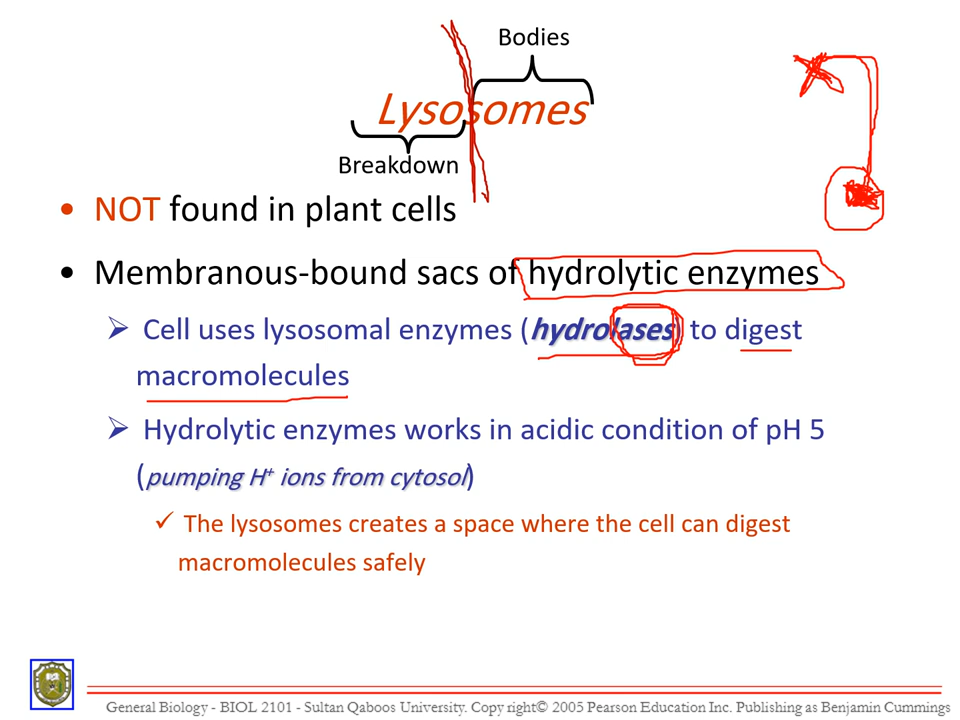 Bodies
Lysosomes
Breakdown
• NOT found in plant cells
• Membranous-bound sacs of hydrolytic enzymes
➢ Cell uses lysosomal enzymes (hydrolases) to digest
macromolecules
➢ Hydrolytic enzymes works in acidic condition of pH 5
(pumping H⁺ ions from cytosol)
✓ The lysosomes creates a space where the cell can digest
macromolecules safely
General Biology - BIOL 2101 - Sultan Qaboos University. Copy right© 2005 Pearson Education Inc. Publishing as Benjamin Cummings